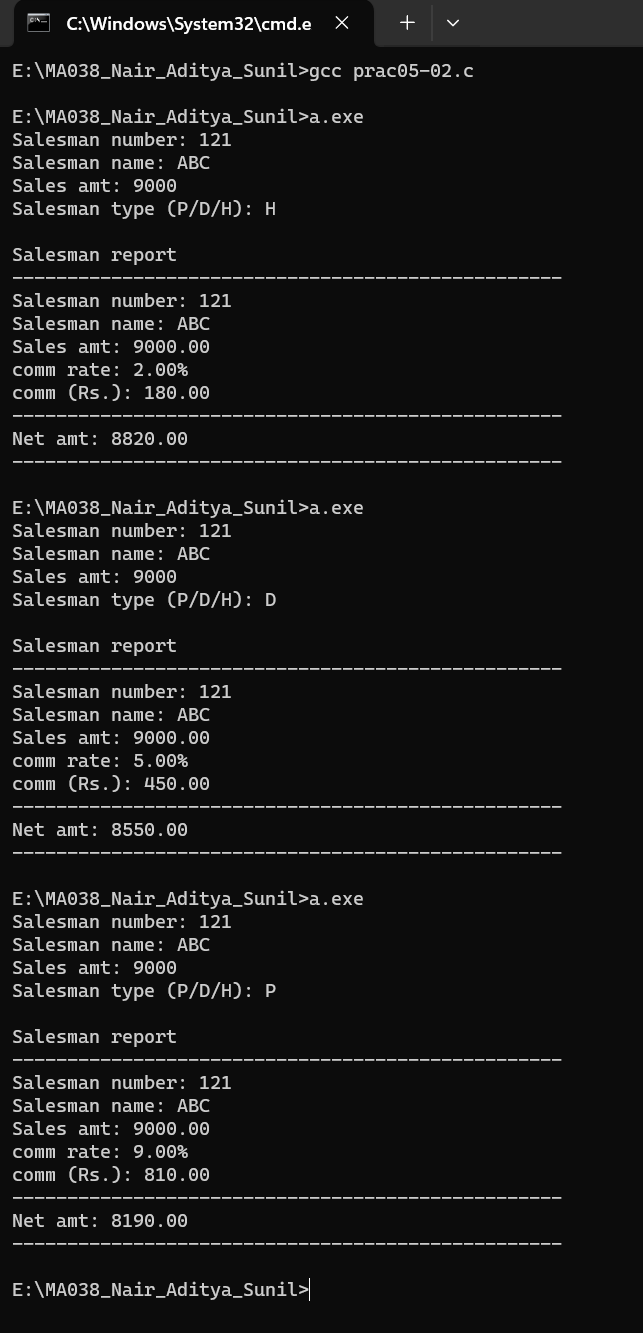 C:\Windows\System32\cmd.e
E:\MA038_Nair_Aditya_Sunil>gcc prac05-02.c
E:\MA038_Nair_Aditya_Sunil>a.exe
Salesman number: 121
Salesman name: ABC
Sales amt: 9000
Salesman type (P/D/H): H
Salesman report
--------------------------------------------------
Salesman number: 121
Salesman name: ABC
Sales amt: 9000.00
comm rate: 2.00%
comm (Rs.): 180.00
--------------------------------------------------
Net amt: 8820.00
--------------------------------------------------
E:\MA038_Nair_Aditya_Sunil>a.exe
Salesman number: 121
Salesman name: ABC
Sales amt: 9000
Salesman type (P/D/H): D
Salesman report
--------------------------------------------------
Salesman number: 121
Salesman name: ABC
Sales amt: 9000.00
comm rate: 5.00%
comm (Rs.): 450.00
--------------------------------------------------
Net amt: 8550.00
--------------------------------------------------
E:\MA038_Nair_Aditya_Sunil>a.exe
Salesman number: 121
Salesman name: ABC
Sales amt: 9000
Salesman type (P/D/H): P
Salesman report
--------------------------------------------------
Salesman number: 121
Salesman name: ABC
Sales amt: 9000.00
comm rate: 9.00%
comm (Rs.): 810.00
--------------------------------------------------
Net amt: 8190.00
--------------------------------------------------
E:\MA038_Nair_Aditya_Sunil>